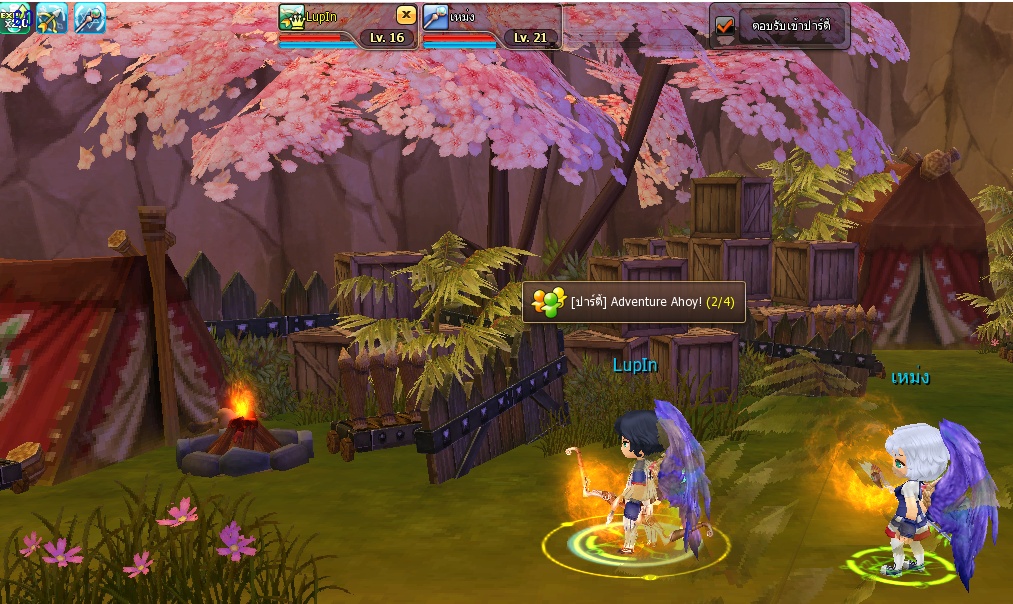 LupIn
Lv. 16
เหม่ง
Lv. 21
ตอบรับเข้าปาร์ตี้
[ปาร์ตี้] Adventure Ahoy! (2/4)
LupIn
เหม่ง